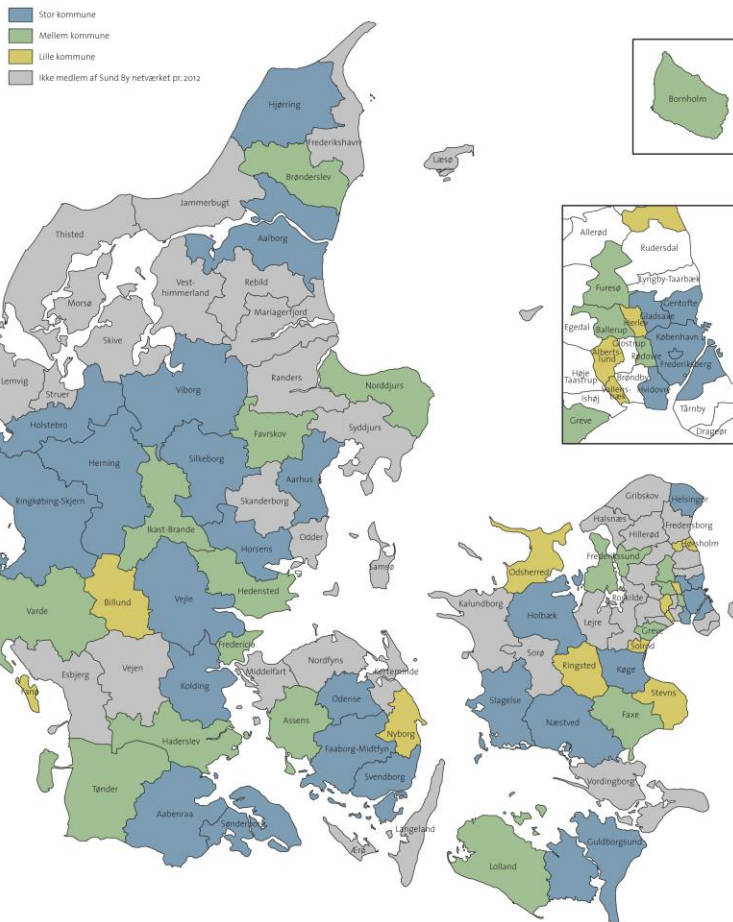 Stor kommune
Mellem kommune
Lille kommune
Ikke medlem af Sund By netværket pr. 2012
Hjørring
Frederikshavn
Læsø
Brønderslev
Jammerbugt
Thisted
Aalborg
Vest-
himmerland
Rebild
Morsø
Mariagerfjord
Skive
Lemvig
Struer
Randers
Viborg
Norddjurs
Holstebro
Favrskov
Syddjurs
Herning
Silkeborg
Aarhus
Ringkøbing-Skjern
Skanderborg
Ikast-Brande
Odder
Horsens
Samsø
Hedensted
Billund
Vejle
Varde
Fredericia
Esbjerg
Vejen
Fanø
Kolding
Middelfart
Nordfyns
Kerteminde
Odense
Assens
Nyborg
Haderslev
Faaborg-Midtfyn
Tønder
Svendborg
Aabenraa
Sønderborg
Langeland
Ærø
Bornholm
Allerød
Rudersdal
Lyngby-Taarbæk
Furesø
Gentofte
Gladsaxe
Herlev
Egedal
Ballerup
København
Glostrup
Alberts-
lund
Rødovre
Frederiksberg
Høje
Taastrup
Brøndby
Hvidovre
Vallens-
bæk
Ishøj
Tårnby
Greve
Dragøør
Gribskov
Helsingør
Halsnæs
Fredensborg
Hillerød
Hørsholm
Frederikssund
Odsherred
Roskilde
Kalundborg
Holbæk
Lejre
Greve
Solrød
Sorø
Ringsted
Køge
Stevns
Slagelse
Næstved
Faxe
Vordingborg
Guldborgsund
Lolland